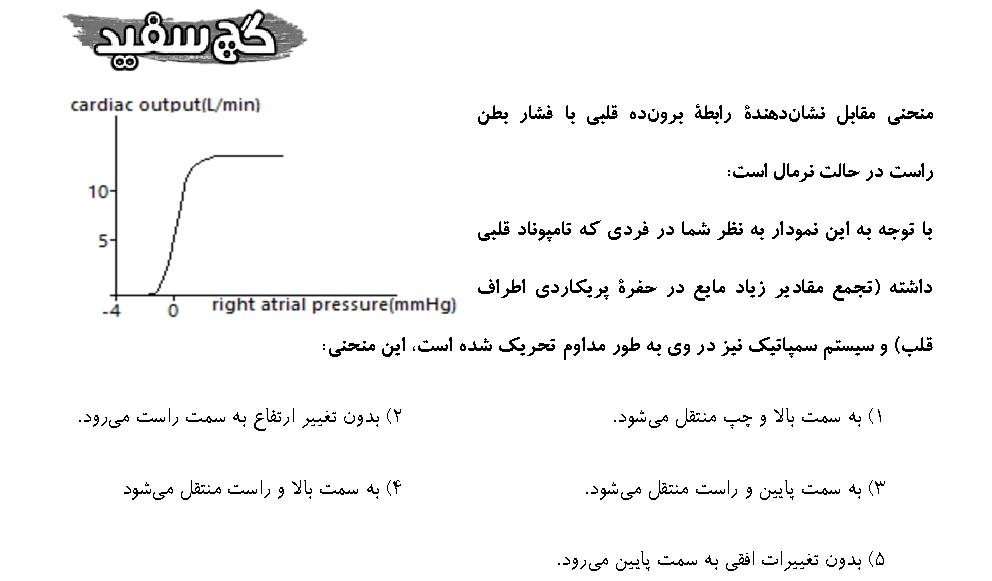 گچ سفید
cardiac output(L/min)
10
5
-4
0
right atrial pressure(mmHg)
منحنی مقابل نشان‌دهندهٔ رابطهٔ برون‌ده قلبی با فشار بطن
راست در حالت نرمال است:
با توجه به این نمودار به نظر شما در فردی که تامپوناد قلبی
داشته (تجمع مقادیر زیاد مایع در حفرهٔ پریکاردی اطراف
قلب) و سیستم سمپاتیک نیز در وی به طور مداوم تحریک شده است، این منحنی:
۱) به سمت بالا و چپ منتقل می‌شود.
۲) بدون تغییر ارتفاع به سمت راست می‌رود.
۳) به سمت پایین و راست منتقل می‌شود.
۴) به سمت بالا و راست منتقل می‌شود
۵) بدون تغییرات افقی به سمت پایین می‌رود.